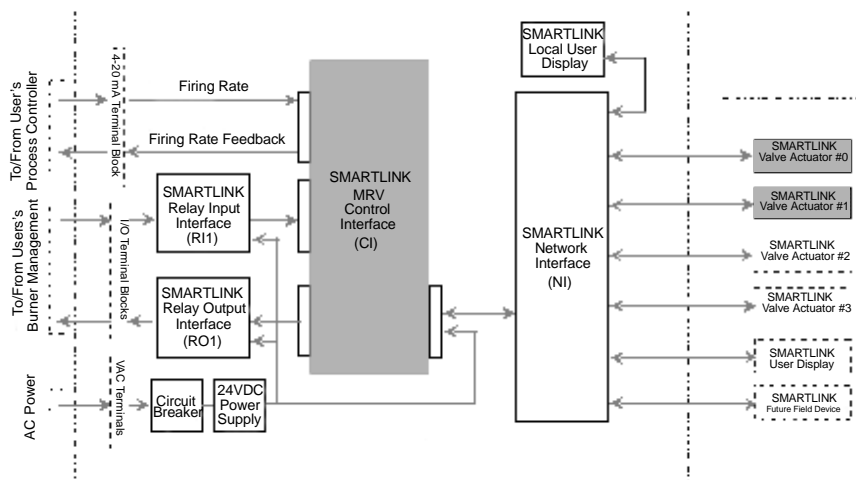 To/From User's
Process Controller
4-20 mA Terminal Block
Firing Rate
Firing Rate Feedback
To/From Users's
Burner Management
I/O Terminal Blocks
SMARTLINK
Relay Input
Interface
(RI1)
SMARTLINK
Relay Output
Interface
(RO1)
AC Power
VAC Terminals
Circuit
Breaker
24VDC
Power
Supply
SMARTLINK
MRV
Control
Interface
(CI)
SMARTLINK
Local User
Display
SMARTLINK
Network
Interface
(NI)
SMARTLINK
Valve Actuator #0
SMARTLINK
Valve Actuator #1
SMARTLINK
Valve Actuator #2
SMARTLINK
Valve Actuator #3
SMARTLINK
User Display
SMARTLINK
Future Field Device